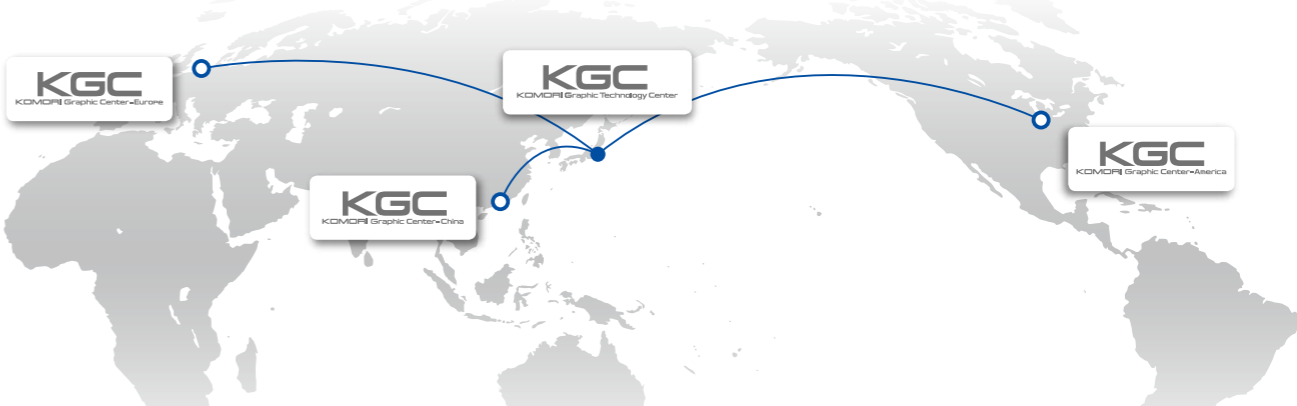 KGC
KOMORI Graphic Center-Europe
KGC
KOMORI Graphic Technology Center
KGC
KOMORI Graphic Center-America
KGC
KOMORI Graphic Center-China